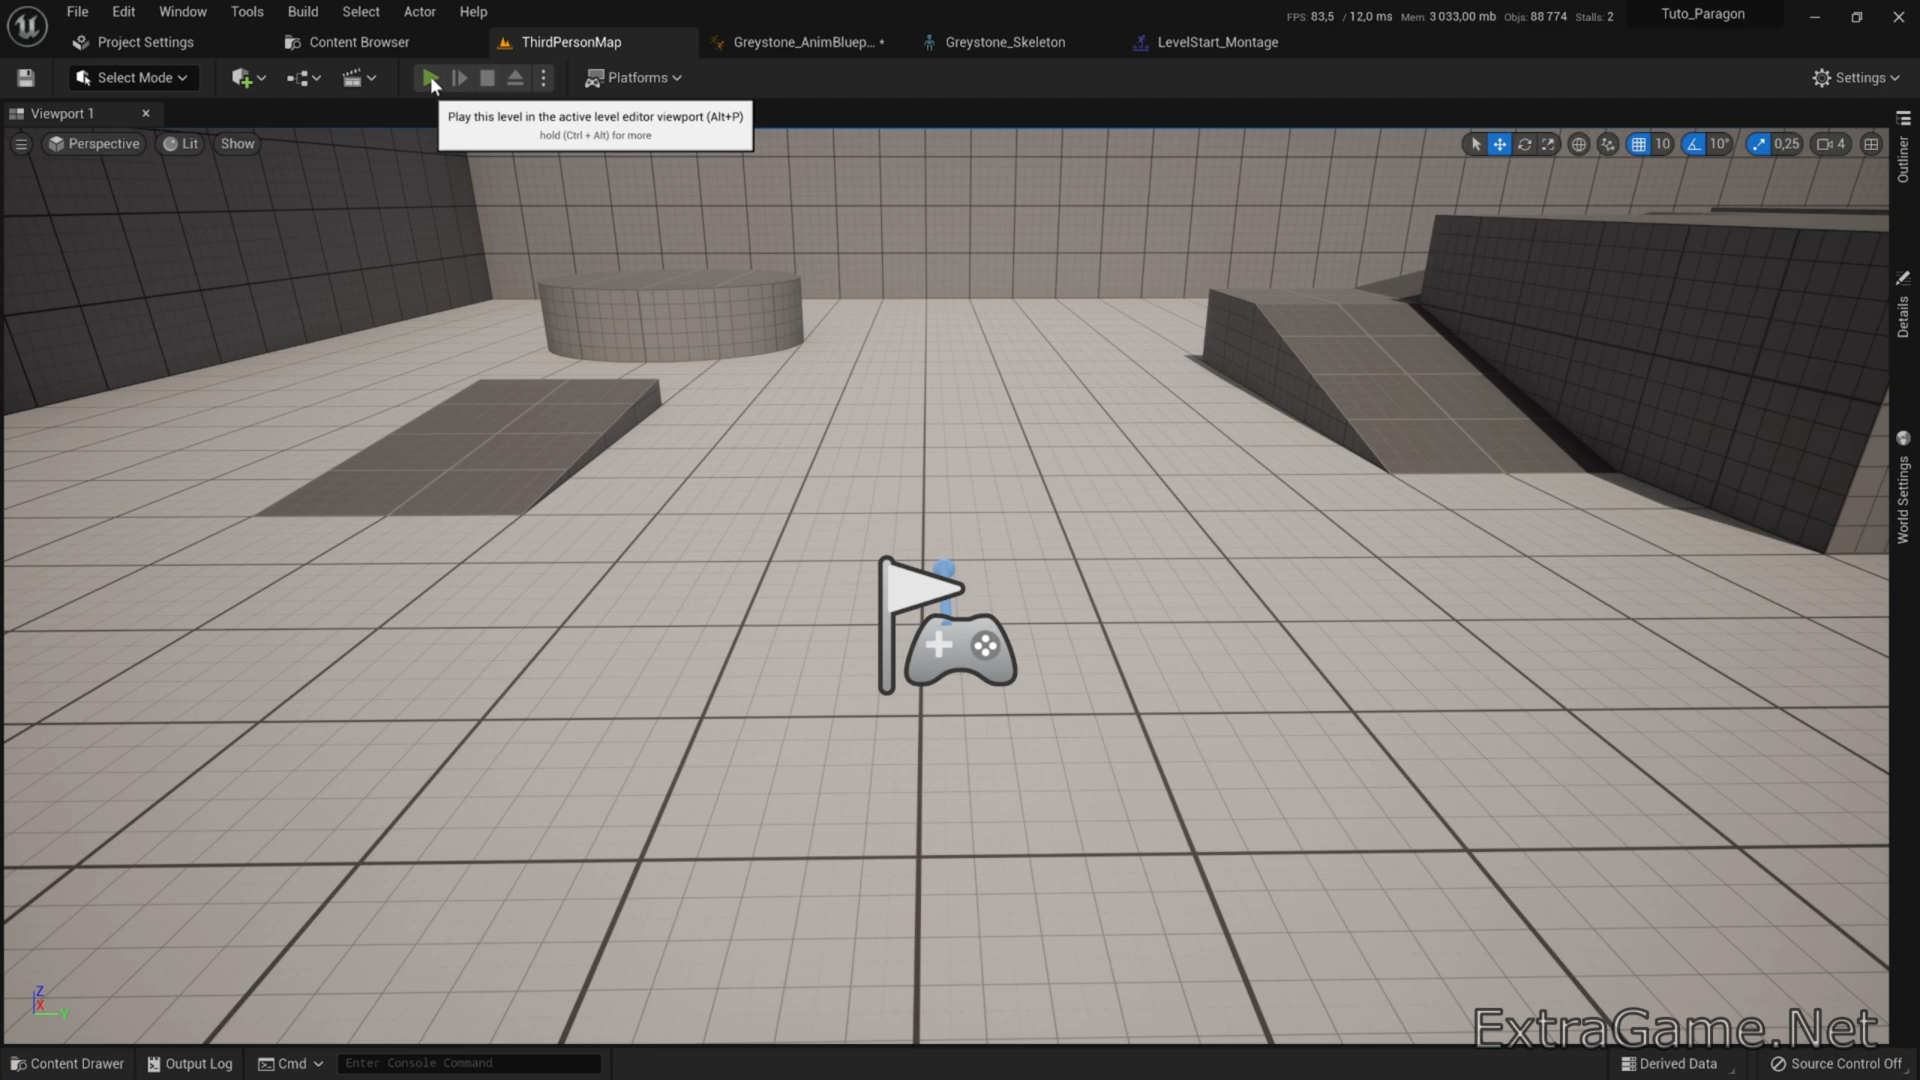 File Edit Window Tools Build Select Actor Help
FPS: 83,5 / 12,0 ms Mem: 3 033,00 mb Objs: 88 774 Stalls: 2
Tuto_Paragon
Project Settings
Content Browser
ThirdPersonMap
Greystone_AnimBluep... *
Greystone_Skeleton
LevelStart_Montage
Select Mode
Platforms
Settings
Viewport 1
Play this level in the active level editor viewport (Alt+P)
hold (Ctrl + Alt) for more
Perspective
Lit
Show
10
10°
0,25
4
Outliner
Details
World Settings
Z
X
Y
ExtraGame.Net
Content Drawer
Output Log
Cmd
Enter Console Command
Derived Data
Source Control Off